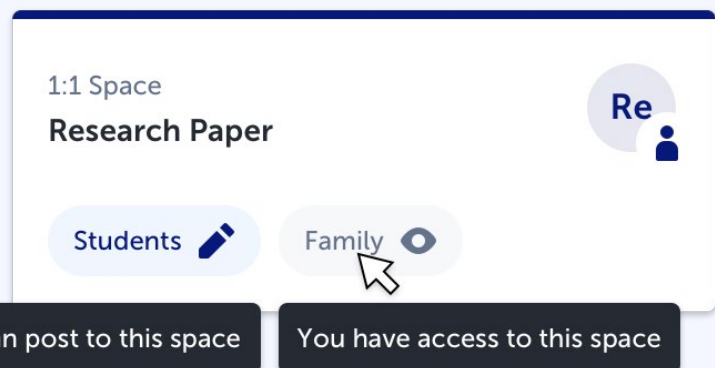 1:1 Space
Research Paper
Re
Students
Family
post to this space
You have access to this space